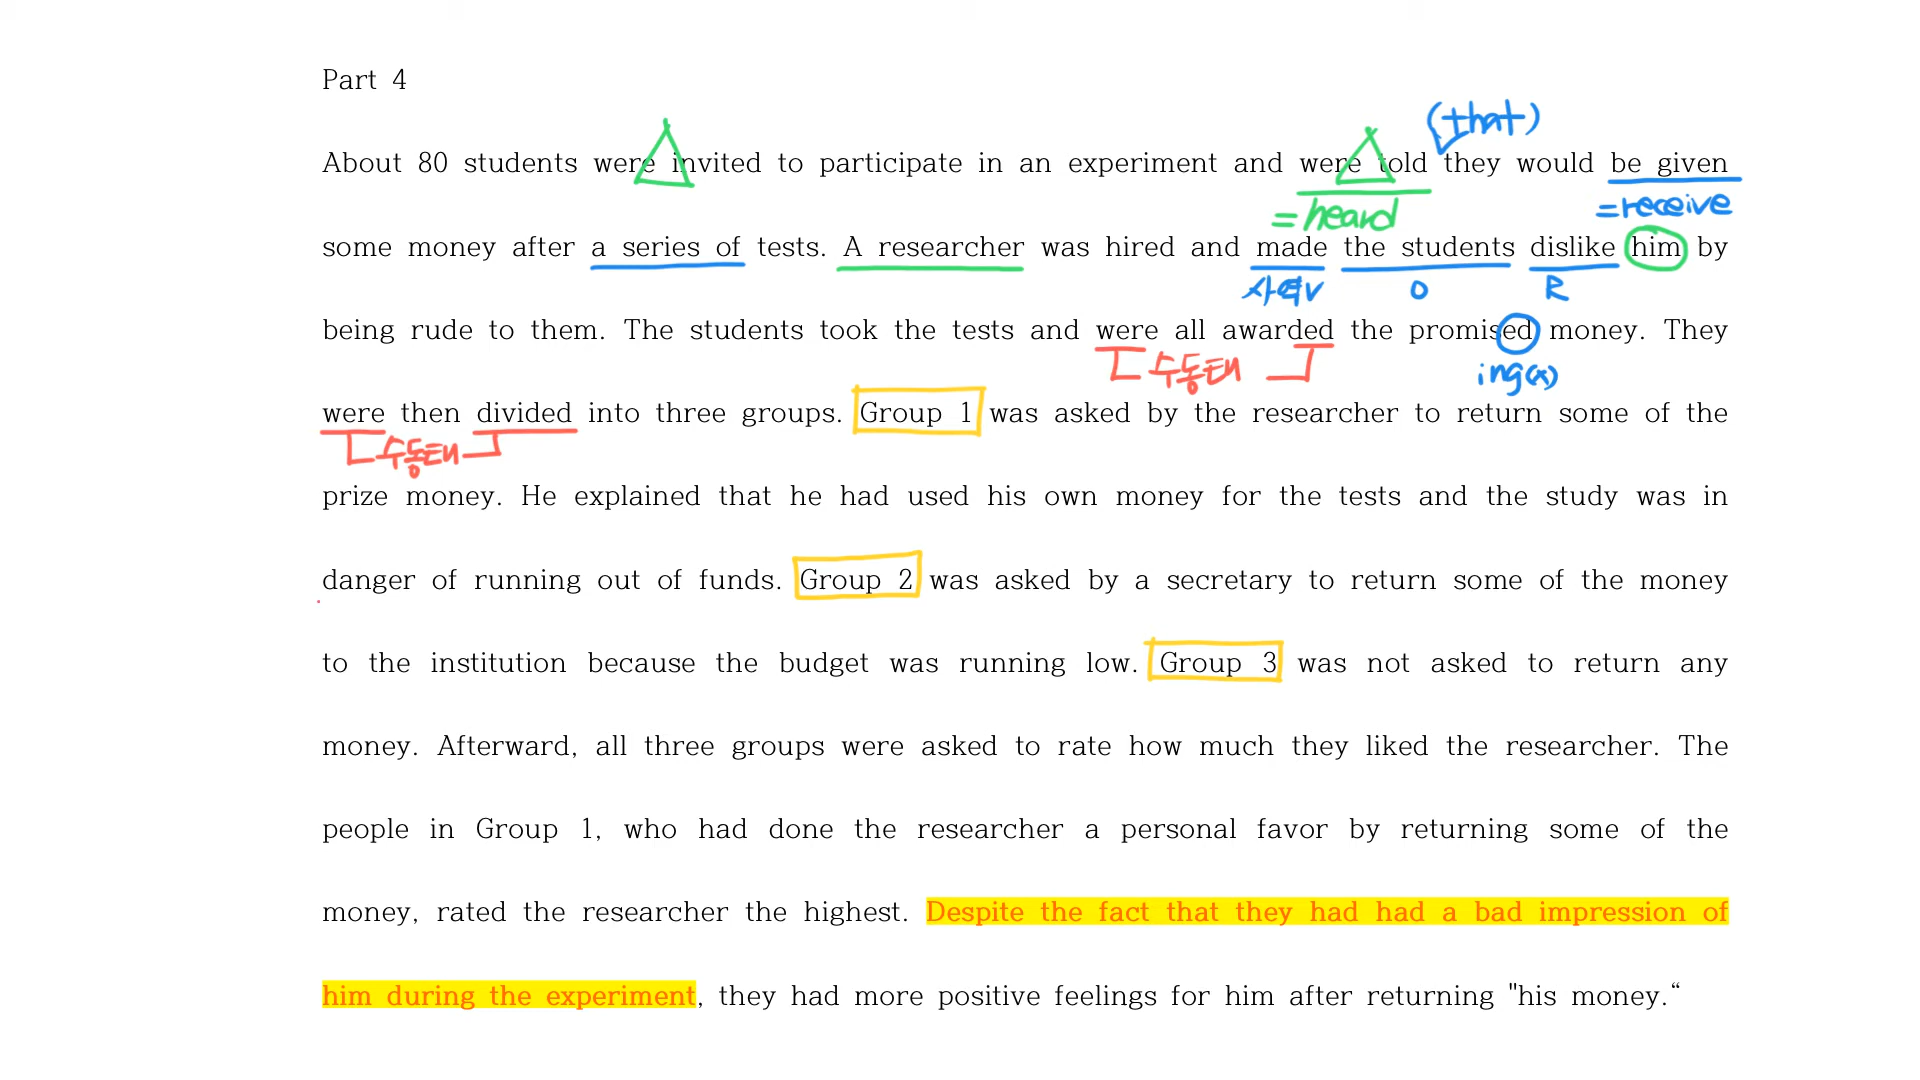 Part 4
(that)
About 80 students were invited to participate in an experiment and were told they would be given
=heard
=receive
some money after a series of tests. A researcher was hired and made the students dislike him by
사역V O R
being rude to them. The students took the tests and were all awarded the promised money. They
수동태
ing(x)
were then divided into three groups. Group 1 was asked by the researcher to return some of the
수동태
prize money. He explained that he had used his own money for the tests and the study was in
danger of running out of funds. Group 2 was asked by a secretary to return some of the money
to the institution because the budget was running low. Group 3 was not asked to return any
money. Afterward, all three groups were asked to rate how much they liked the researcher. The
people in Group 1, who had done the researcher a personal favor by returning some of the
money, rated the researcher the highest. Despite the fact that they had had a bad impression of
him during the experiment, they had more positive feelings for him after returning "his money.“